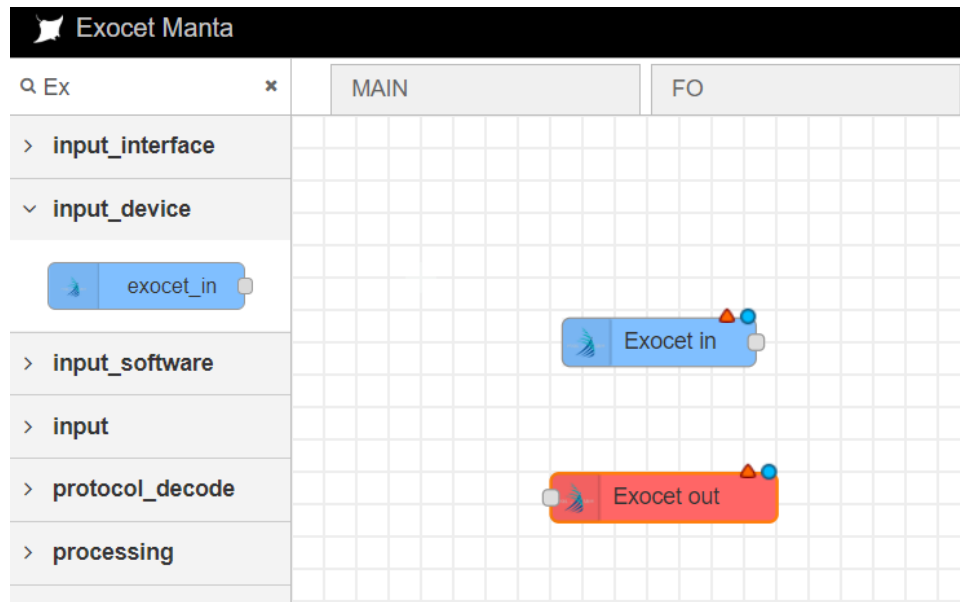 Exocet Manta
Ex
MAIN
FO
input_interface
input_device
exocet_in
input_software
input
protocol_decode
processing
Exocet in
Exocet out